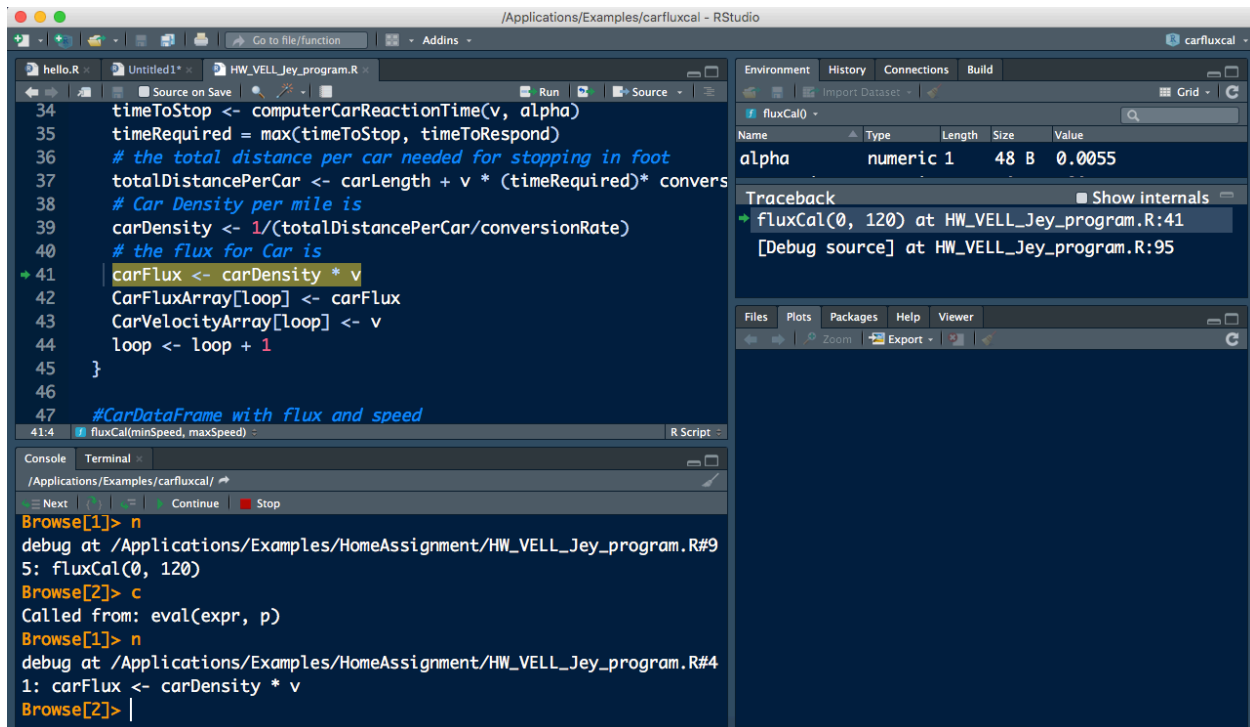 /Applications/Examples/carfluxcal - RStudio
Go to file/function Addins carfluxcal
hello.R Untitled1* HW_VELL_Jey_program.R
Source on Save Run Source
34 timeToStop <- computerCarReactionTime(v, alpha)
35 timeRequired = max(timeToStop, timeToRespond)
36 # the total distance per car needed for stopping in foot
37 totalDistancePerCar <- carLength + v * (timeRequired)* convers
38 # Car Density per mile is
39 carDensity <- 1/(totalDistancePerCar/conversionRate)
40 # the flux for Car is
41 carFlux <- carDensity * v
42 CarFluxArray[loop] <- carFlux
43 CarVelocityArray[loop] <- v
44 loop <- loop + 1
45 }
46
47 #CarDataFrame with flux and speed
41:4 fluxCal(minSpeed, maxSpeed) R Script
Console Terminal
/Applications/Examples/carfluxcal/
Next Continue Stop
Browse[1]> n
debug at /Applications/Examples/HomeAssignment/HW_VELL_Jey_program.R#9
5: fluxCal(0, 120)
Browse[2]> c
Called from: eval(expr, p)
Browse[1]> n
debug at /Applications/Examples/HomeAssignment/HW_VELL_Jey_program.R#4
1: carFlux <- carDensity * v
Browse[2]>
Environment History Connections Build
Import Dataset Grid
fluxCal()
Name Type Length Size Value
alpha numeric 1 48 B 0.0055
Traceback Show internals
fluxCal(0, 120) at HW_VELL_Jey_program.R:41
[Debug source] at HW_VELL_Jey_program.R:95
Files Plots Packages Help Viewer
Zoom Export